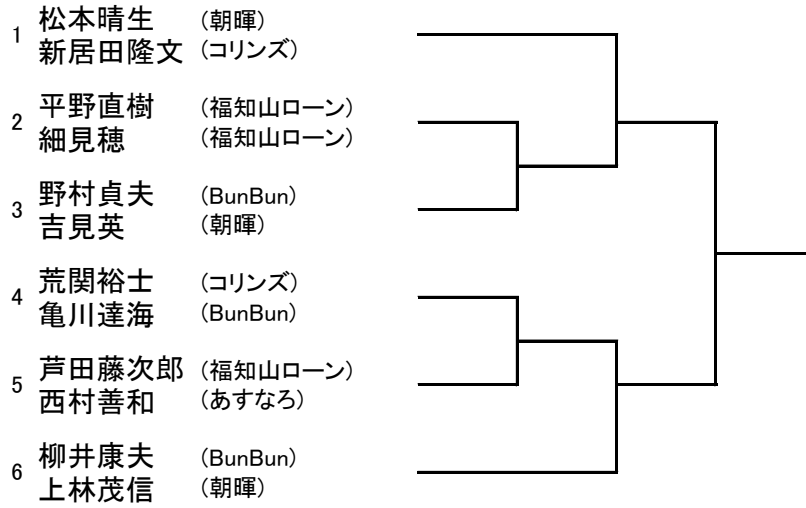 1 松本晴生 (朝暉)
新居田隆文 (コリンズ)
2 平野直樹 (福知山ローン)
細見穂 (福知山ローン)
3 野村貞夫 (BunBun)
吉見英 (朝暉)
4 荒関裕士 (コリンズ)
亀川達海 (BunBun)
5 芦田藤次郎 (福知山ローン)
西村善和 (あすなろ)
6 柳井康夫 (BunBun)
上林茂信 (朝暉)